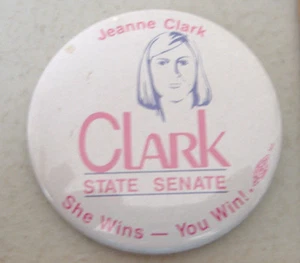 Jeanne Clark
CLARK
STATE SENATE
She Wins — You Win!